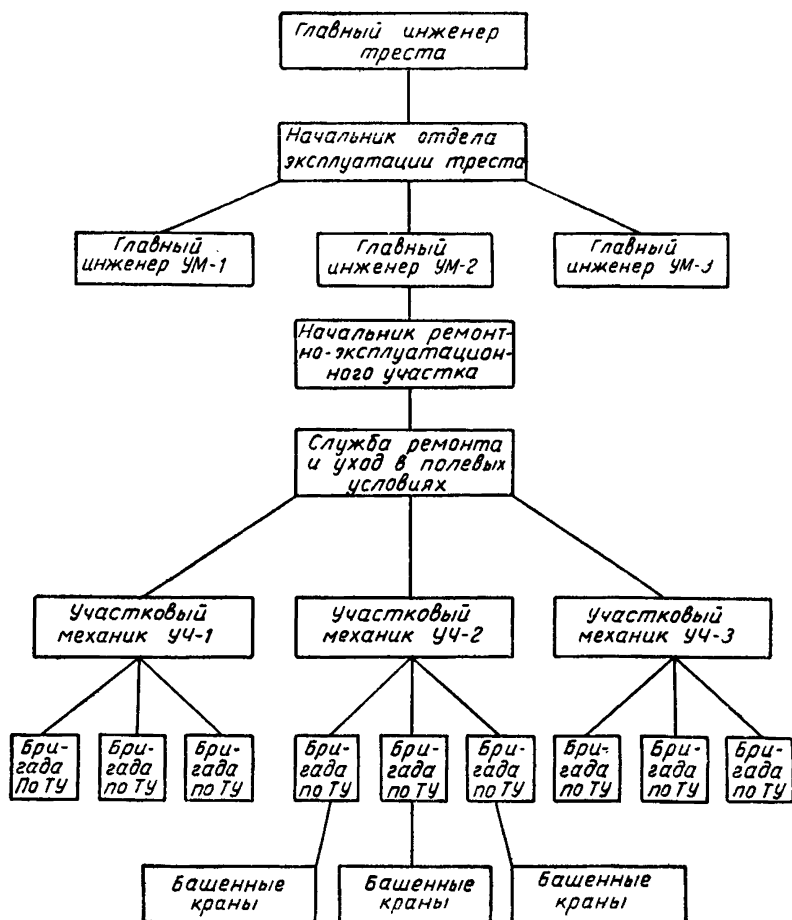 Главный инженер
треста
Начальник отдела
эксплуатации треста
Главный
инженер УМ-1
Главный
инженер УМ-2
Главный
инженер УМ-3
Начальник ремонт-
но-эксплуатацион-
ного участка
Служба ремонта
и уход в полевых
условиях
Участковый
механик УЧ-1
Участковый
механик УЧ-2
Участковый
механик УЧ-3
Бри-
гада
По ТУ
Бри-
гада
по ТУ
Бри-
гада
по ТУ
Бри-
гада
по ТУ
Бри-
гада
по ТУ
Бри-
гада
по ТУ
Бри-
гада
по ТУ
Бри-
гада
по ТУ
Бри-
гада
по ТУ
Башенные
краны
Башенные
краны
Башенные
краны